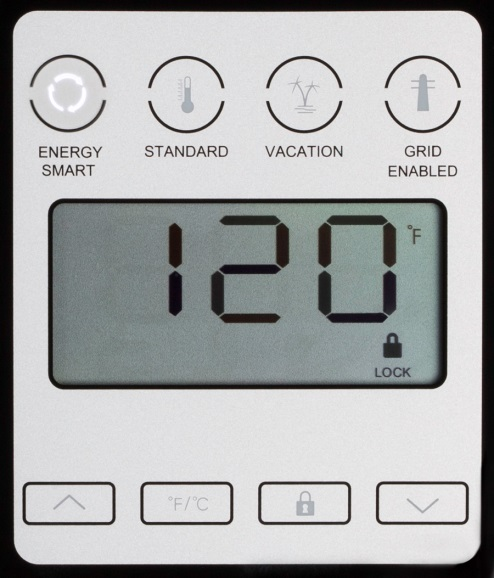 ENERGY
SMART
STANDARD
VACATION
GRID
ENABLED
120 °F
LOCK
°F/°C